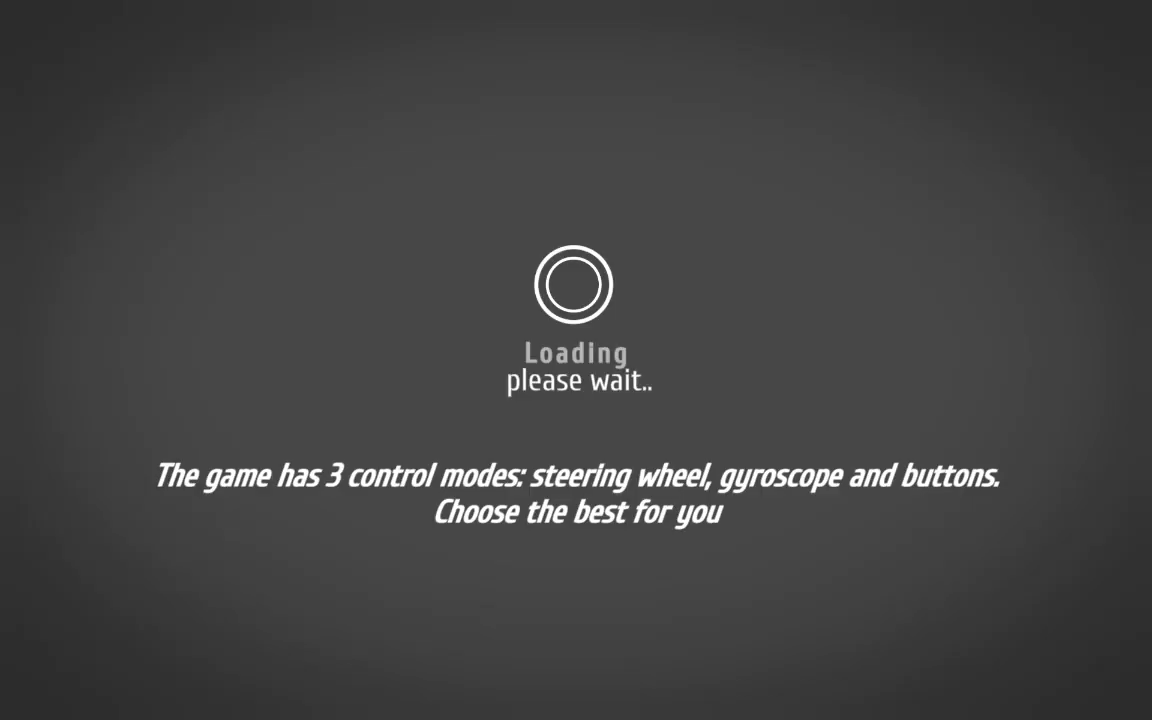 Loading
please wait..
The game has 3 control modes: steering wheel, gyroscope and buttons.
Choose the best for you